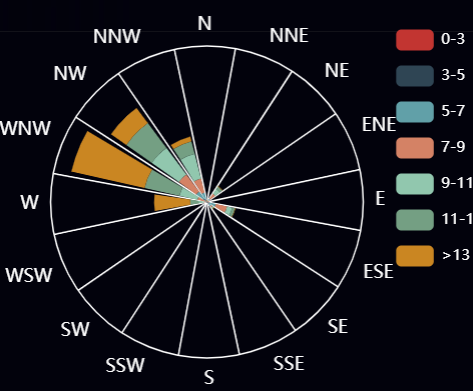 N
NNE
NE
ENE
E
ESE
SE
SSE
S
SSW
SW
WSW
W
WNW
NW
NNW
0-3
3-5
5-7
7-9
9-11
11-1
>13